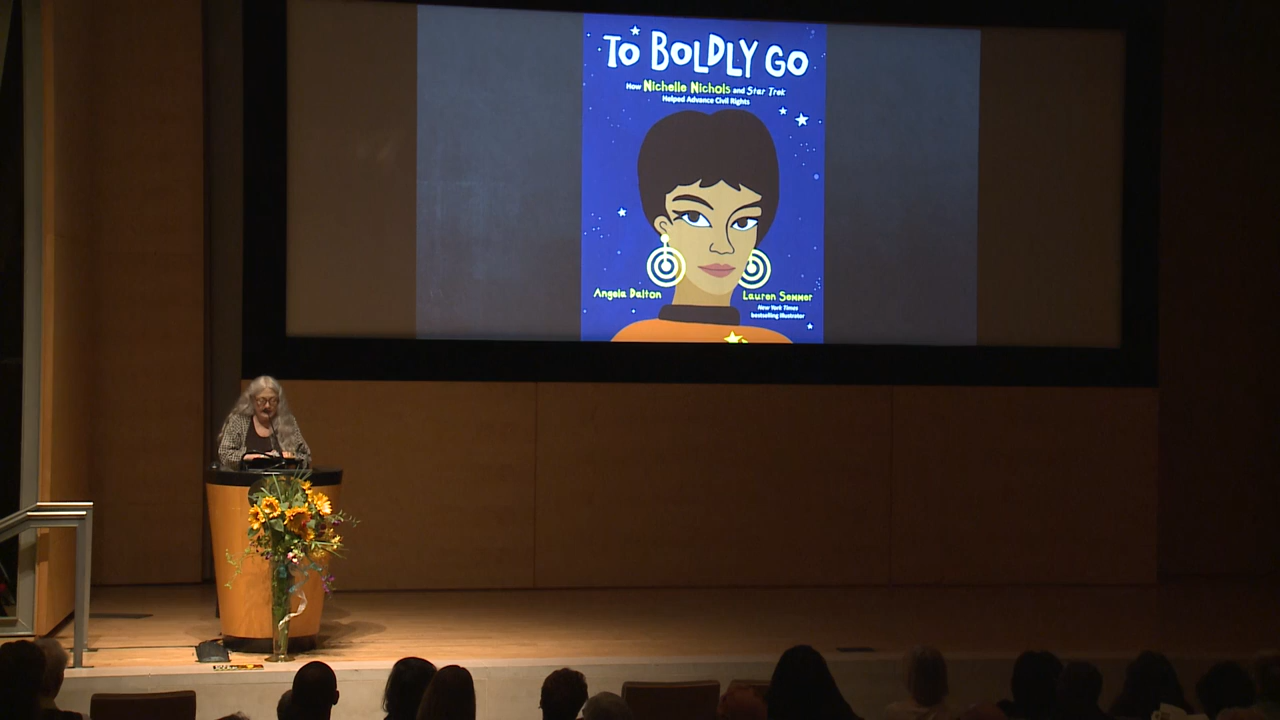 TO BOLDLY GO
How Nichelle Nichols and Star Trek
Helped Advance Civil Rights
Angela Dalton
Lauren Semmer
New York Times
bestselling illustrator